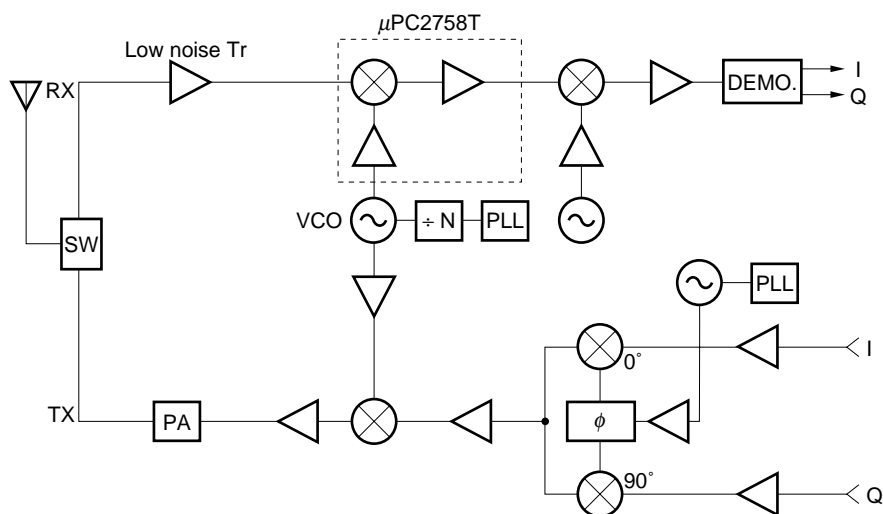 μPC2758T
Low noise Tr
RX
DEMO.
I
Q
VCO
÷ N
PLL
SW
PLL
0°
I
TX
PA
φ
90°
Q